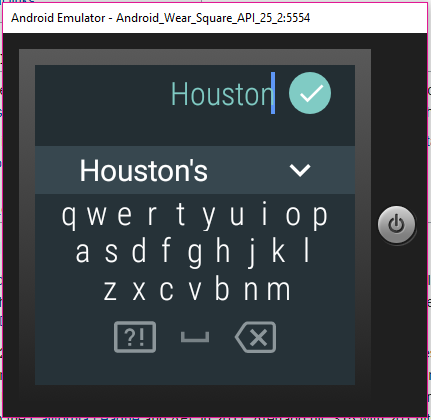 Android Emulator - Android_Wear_Square_API_25_2:5554
Houston
Houston's
q w e r t y u i o p
a s d f g h j k l
z x c v b n m
?!